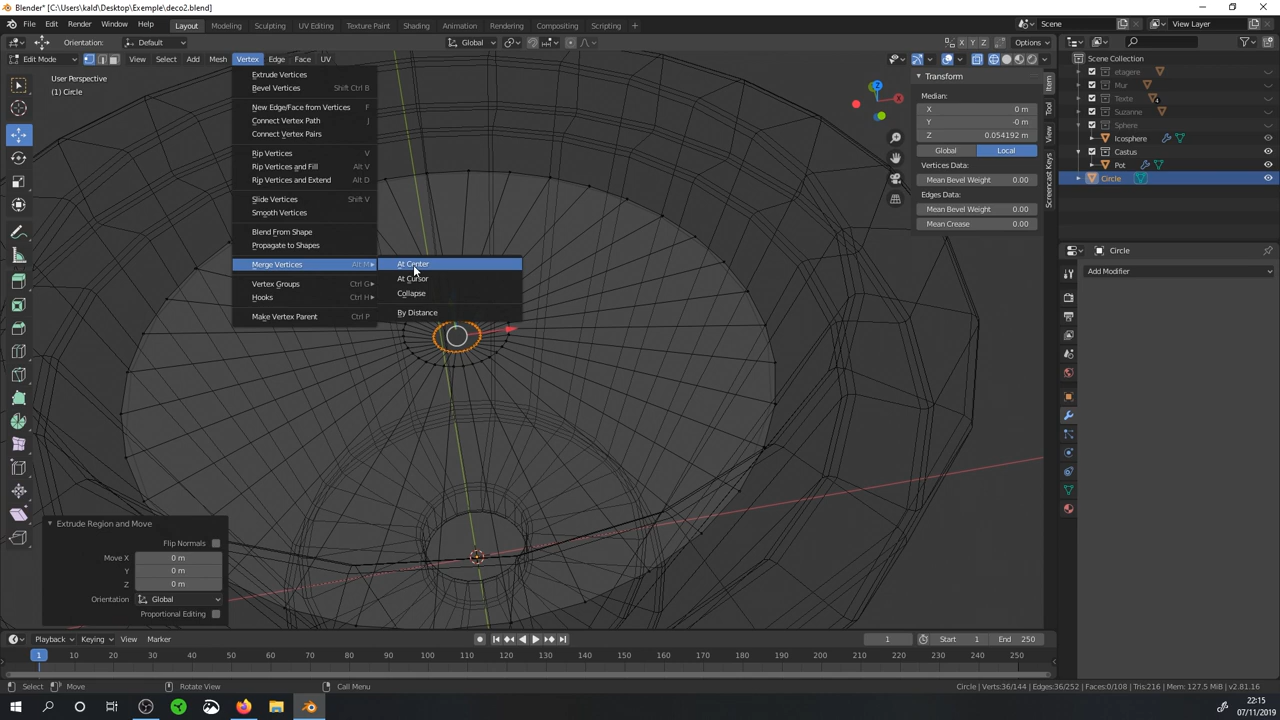 Blender* [C:\Users\kald\Desktop\Exemple\deco2.blend]
File Edit Render Window Help Layout Modeling Sculpting UV Editing Texture Paint Shading Animation Rendering Compositing Scripting + Scene View Layer
Orientation: Default Global X Y Z Options
Edit Mode View Select Add Mesh Vertex Edge Face UV
User Perspective
(1) Circle
Extrude Vertices
Bevel Vertices Shift Ctrl B
New Edge/Face from Vertices F
Connect Vertex Path J
Connect Vertex Pairs
Rip Vertices V
Rip Vertices and Fill Alt V
Rip Vertices and Extend Alt D
Slide Vertices Shift V
Smooth Vertices
Blend From Shape
Propagate to Shapes
Merge Vertices Alt M
Vertex Groups Ctrl G
Hooks Ctrl H
Make Vertex Parent Ctrl P
At Center
At Cursor
Collapse
By Distance
Transform
Median:
X 0 m
Y -0 m
Z 0.054192 m
Global Local
Vertices Data:
Mean Bevel Weight 0.00
Edges Data:
Mean Bevel Weight 0.00
Mean Crease 0.00
Item
Tool
View
Screencast Keys
Z
X
Scene Collection
etagere
Mur
Texte 4
Suzanne
Sphere
Icosphere
Castus
Pot
Circle
Circle
Add Modifier
Extrude Region and Move
Flip Normals
Move X 0 m
Y 0 m
Z 0 m
Orientation Global
Proportional Editing
Playback Keying View Marker 1 Start 1 End 250
1 10 20 30 40 50 60 70 80 90 100 110 120 130 140 150 160 170 180 190 200 210 220 230 240 250
Select Move Rotate View Call Menu Circle | Verts:36/144 | Edges:36/252 | Faces:0/108 | Tris:216 | Mem: 127.5 MiB | v2.81.16
22:15
07/11/2019